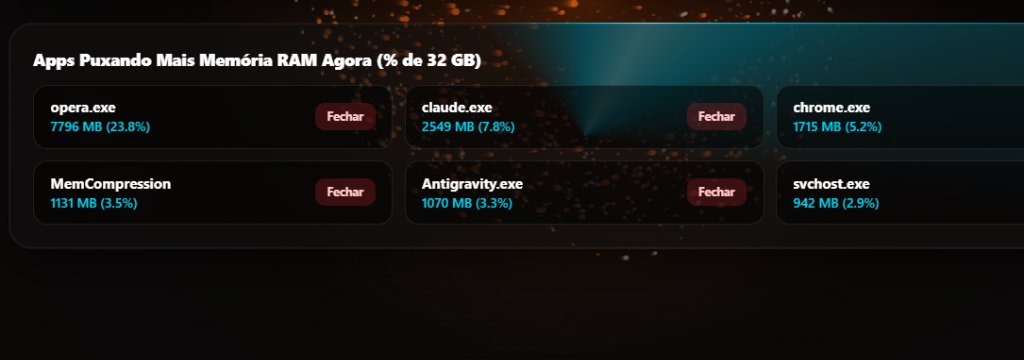 Apps Puxando Mais Memória RAM Agora (% de 32 GB)
opera.exe
7796 MB (23.8%)
Fechar
claude.exe
2549 MB (7.8%)
Fechar
chrome.exe
1715 MB (5.2%)
MemCompression
1131 MB (3.5%)
Fechar
Antigravity.exe
1070 MB (3.3%)
Fechar
svchost.exe
942 MB (2.9%)